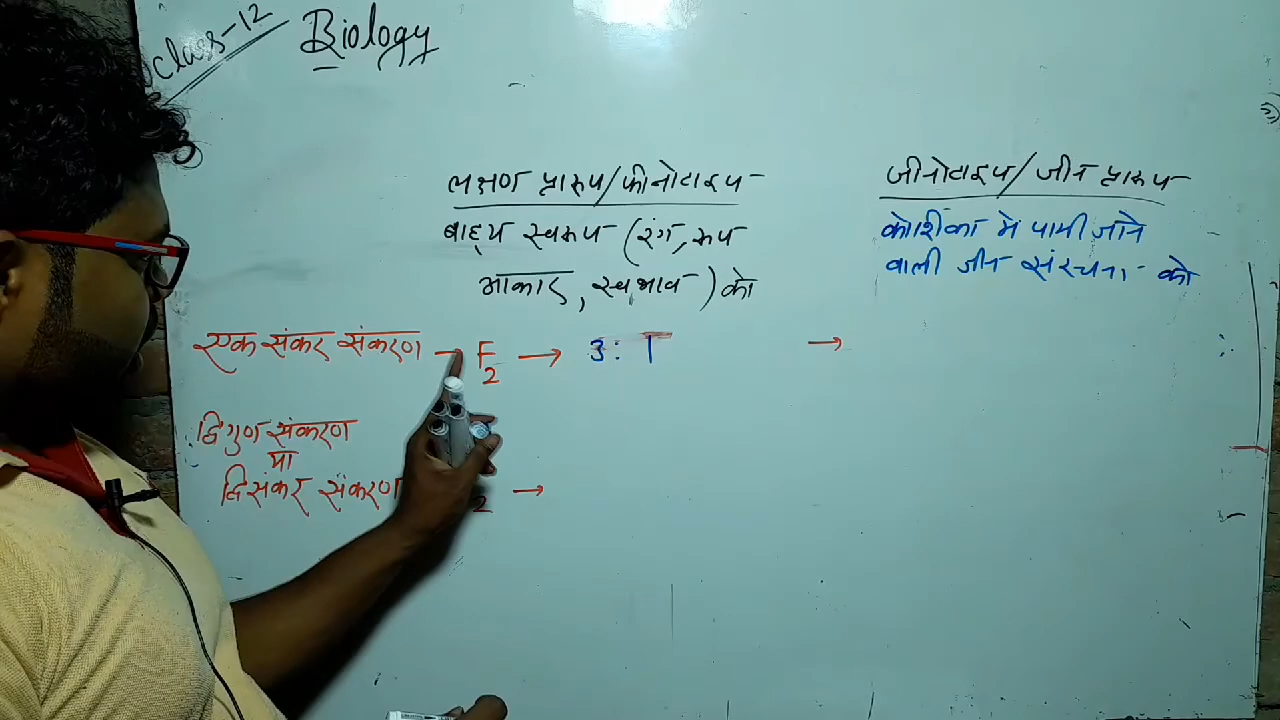 class-12
Biology
लक्षण प्रारूप/फीनोटाइप-
बाह्य स्वरूप (रंग, रूप
आकार, स्वभाव) को
जीनोटाइप/जीन प्रारूप-
कोशिका मे पायी जाने
वाली जीन संरचना को
एक संकर संकरण → F2 → 3:1 →
द्विगुण संकरण
या
द्विसंकर संकरण 2 →